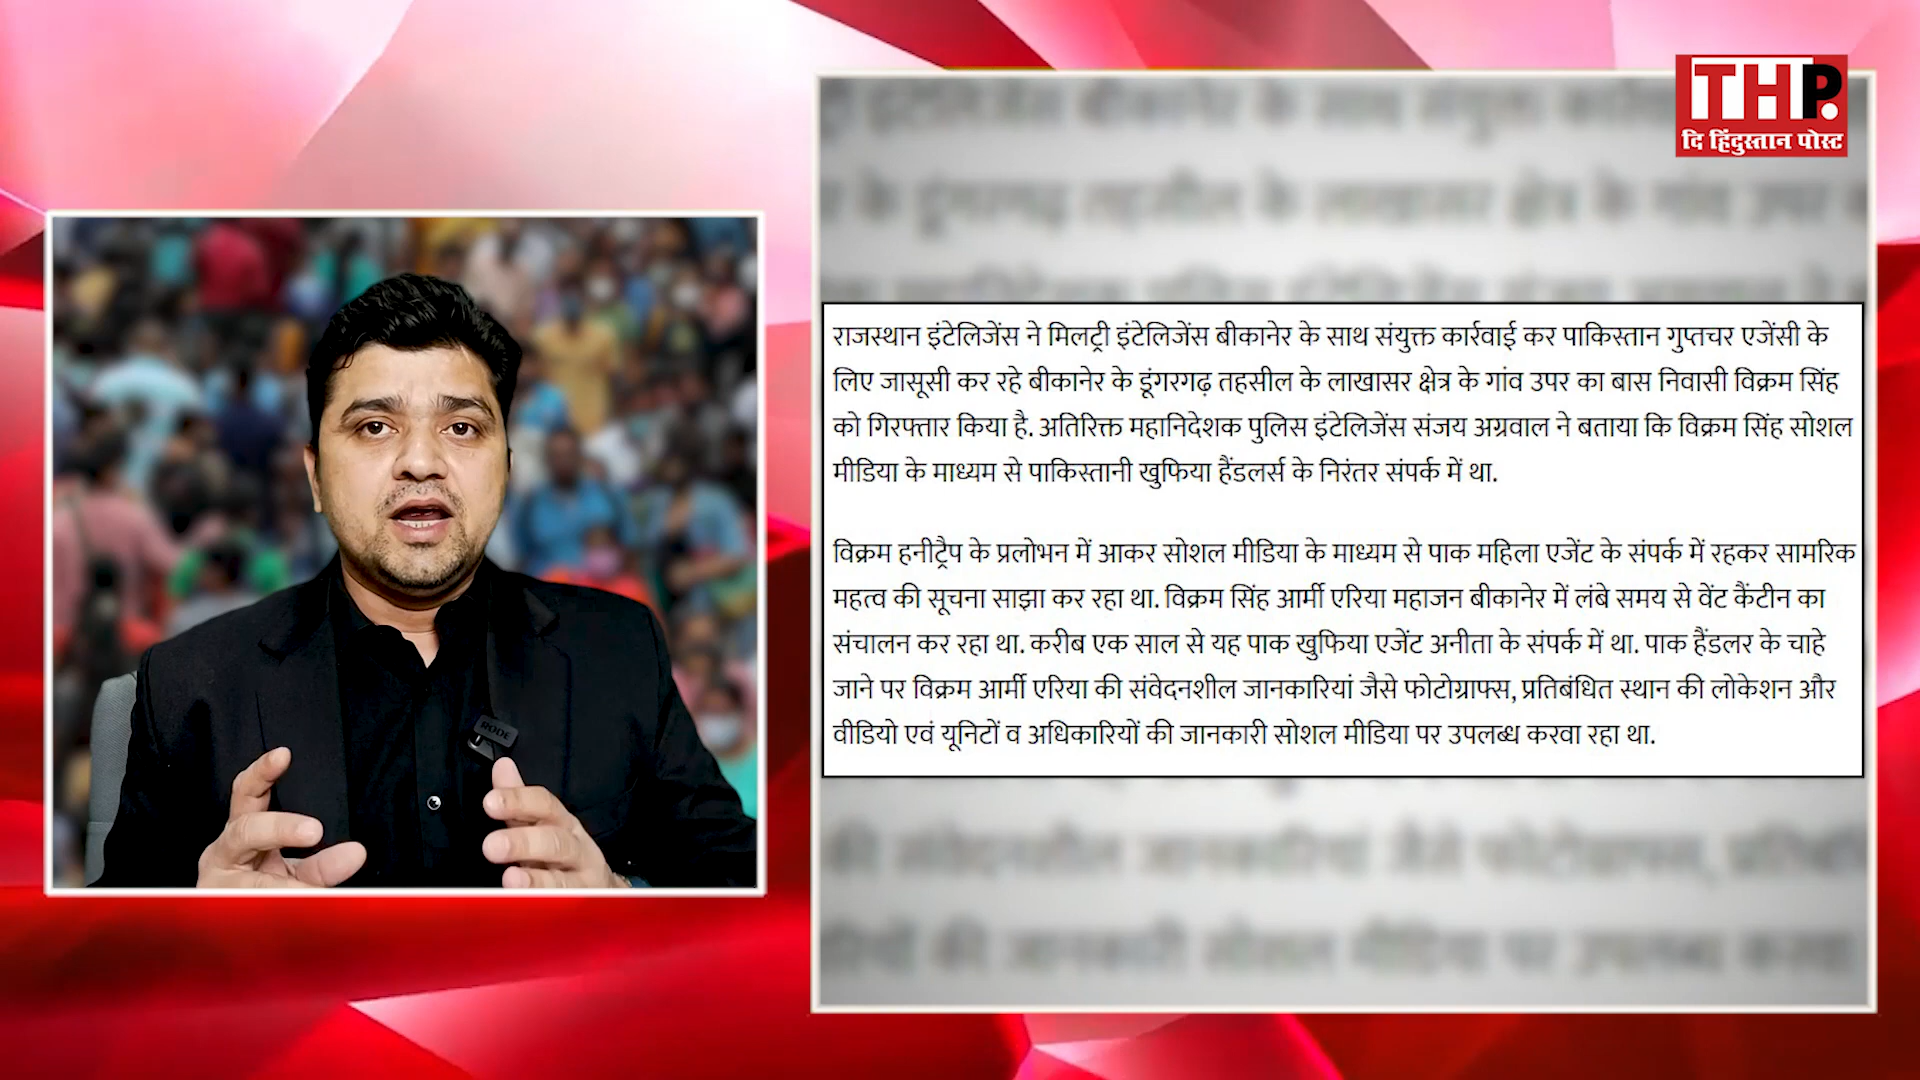 THP.
दि हिंदुस्तान पोस्ट
राजस्थान इंटेलिजेंस ने मिलट्री इंटेलिजेंस बीकानेर के साथ संयुक्त कार्रवाई कर पाकिस्तान गुप्तचर एजेंसी के
लिए जासूसी कर रहे बीकानेर के डूंगरगढ़ तहसील के लाखासर क्षेत्र के गांव उपर का बास निवासी विक्रम सिंह
को गिरफ्तार किया है. अतिरिक्त महानिदेशक पुलिस इंटेलिजेंस संजय अग्रवाल ने बताया कि विक्रम सिंह सोशल
मीडिया के माध्यम से पाकिस्तानी खुफिया हैंडलर्स के निरंतर संपर्क में था.
विक्रम हनीट्रैप के प्रलोभन में आकर सोशल मीडिया के माध्यम से पाक महिला एजेंट के संपर्क में रहकर सामरिक
महत्व की सूचना साझा कर रहा था. विक्रम सिंह आर्मी एरिया महाजन बीकानेर में लंबे समय से वेंट कैंटीन का
संचालन कर रहा था. करीब एक साल से यह पाक खुफिया एजेंट अनीता के संपर्क में था. पाक हैंडलर के चाहे
जाने पर विक्रम आर्मी एरिया की संवेदनशील जानकारियां जैसे फोटोग्राफ्स, प्रतिबंधित स्थान की लोकेशन और
वीडियो एवं यूनिटों व अधिकारियों की जानकारी सोशल मीडिया पर उपलब्ध करवा रहा था.
RODE